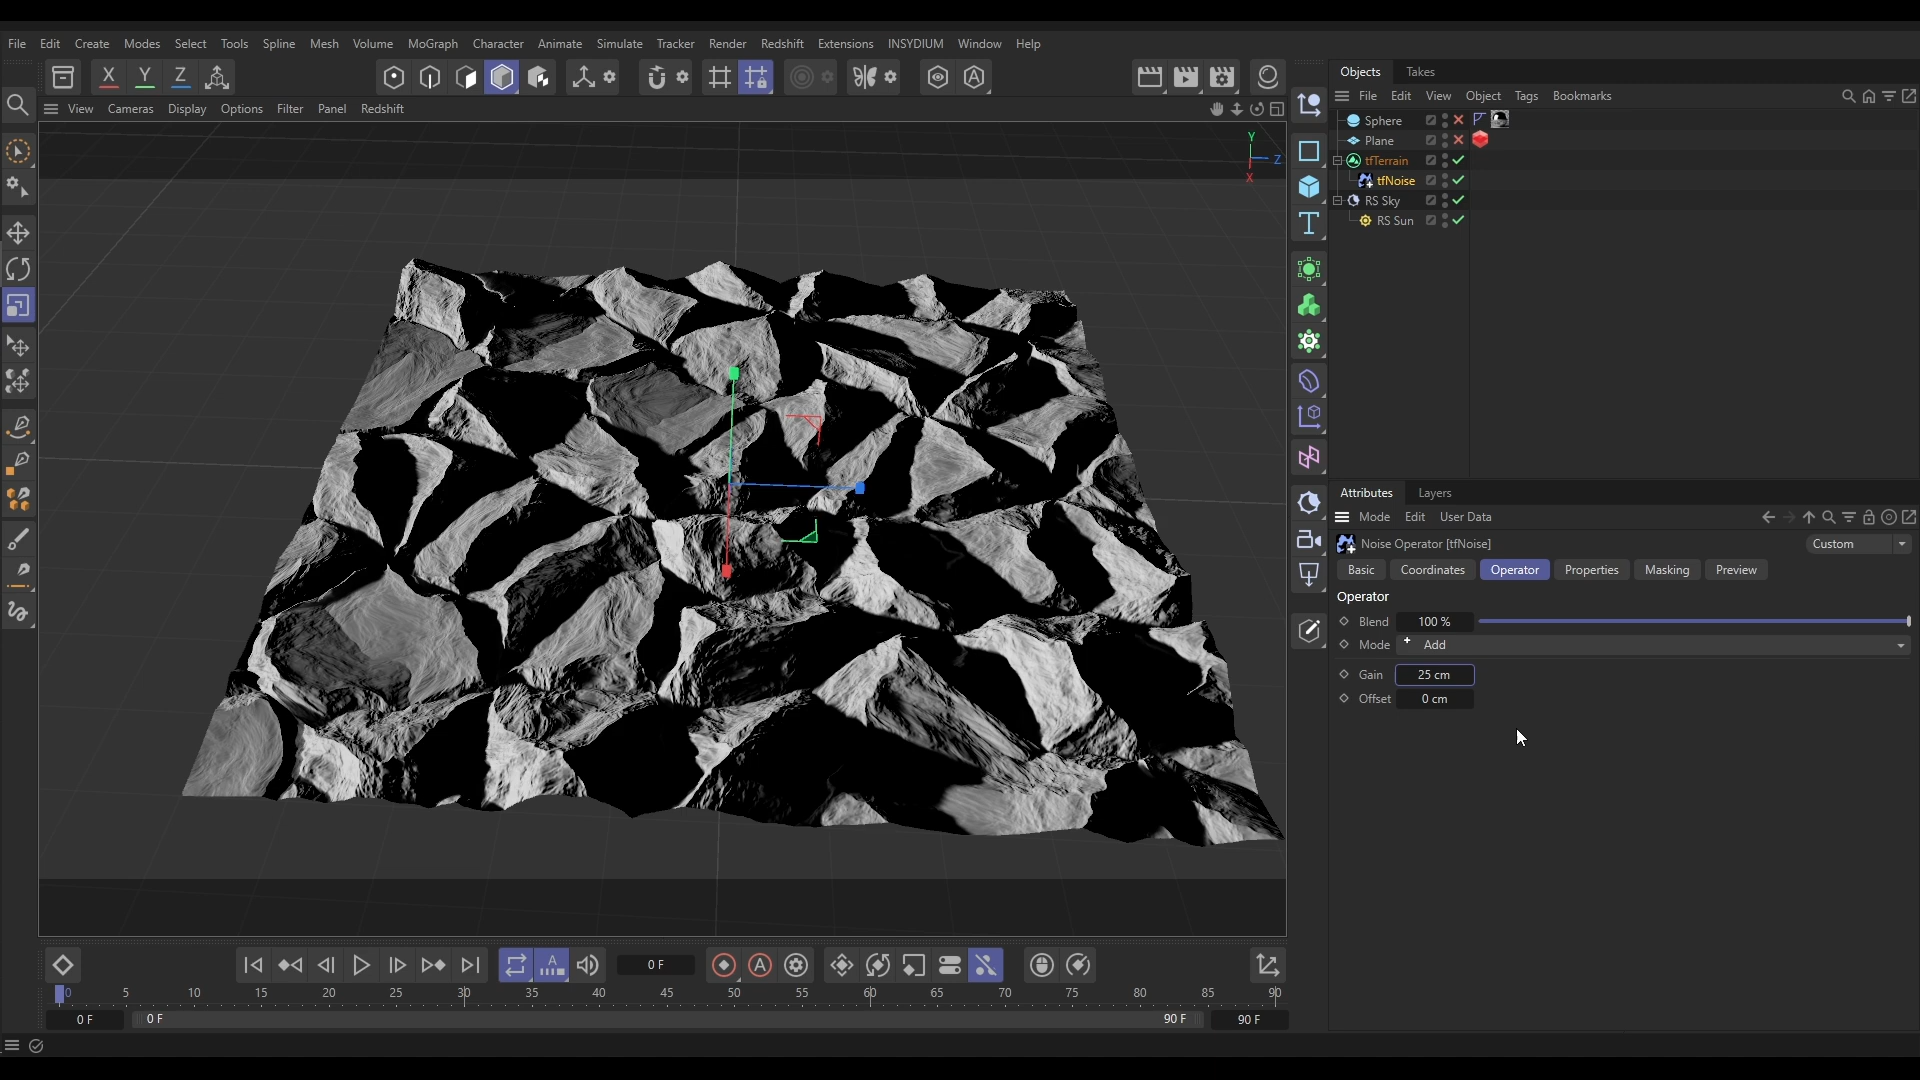 File Edit Create Modes Select Tools Spline Mesh Volume MoGraph Character Animate Simulate Tracker Render Redshift Extensions INSYDIUM Window Help
X Y Z
View Cameras Display Options Filter Panel Redshift
Y
Z
X
Objects Takes
File Edit View Object Tags Bookmarks
Sphere
Plane
tfTerrain
tfNoise
RS Sky
RS Sun
Attributes Layers
Mode Edit User Data
Noise Operator [tfNoise] Custom
Basic Coordinates Operator Properties Masking Preview
Operator
Blend 100 %
Mode Add
Gain 25 cm
Offset 0 cm
0 F
0 5 10 15 20 25 30 35 40 45 50 55 60 65 70 75 80 85 90
0 F 0 F 90 F 90 F